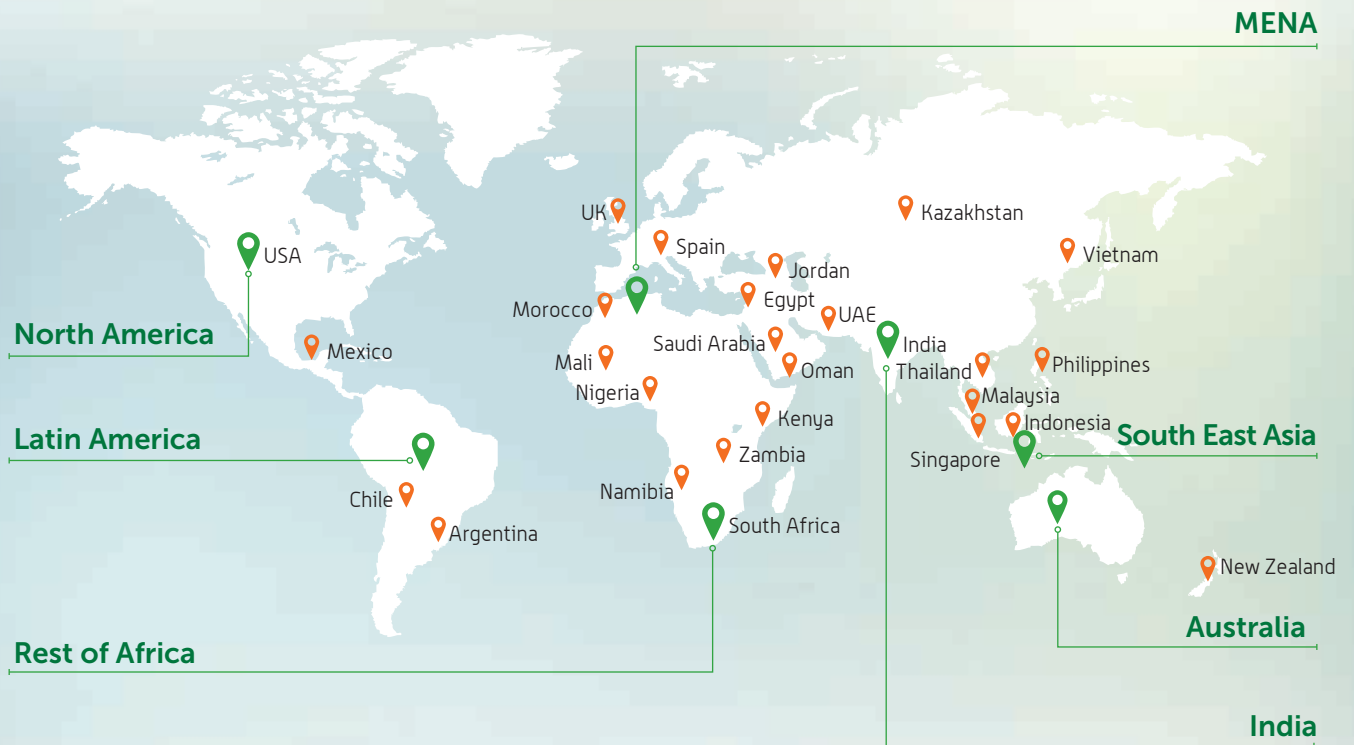 MENA
UK
Kazakhstan
Spain
Vietnam
USA
Jordan
Egypt
Morocco
UAE
North America
Saudi Arabia
India
Mexico
Mali
Oman
Thailand
Philippines
Nigeria
Malaysia
Kenya
Indonesia
South East Asia
Latin America
Zambia
Singapore
Namibia
Chile
South Africa
Argentina
New Zealand
Australia
Rest of Africa
India